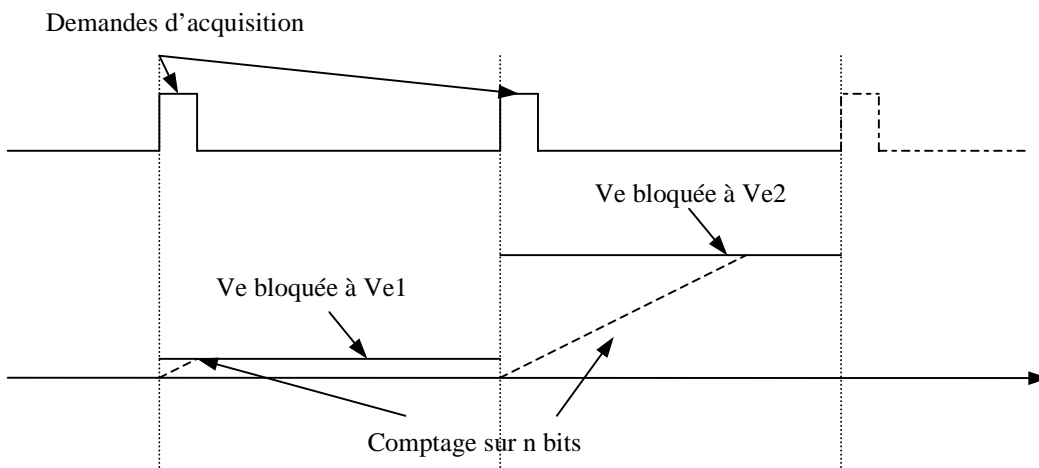 Demandes d'acquisition
Ve bloquée à Ve2
Ve bloquée à Ve1
Comptage sur n bits